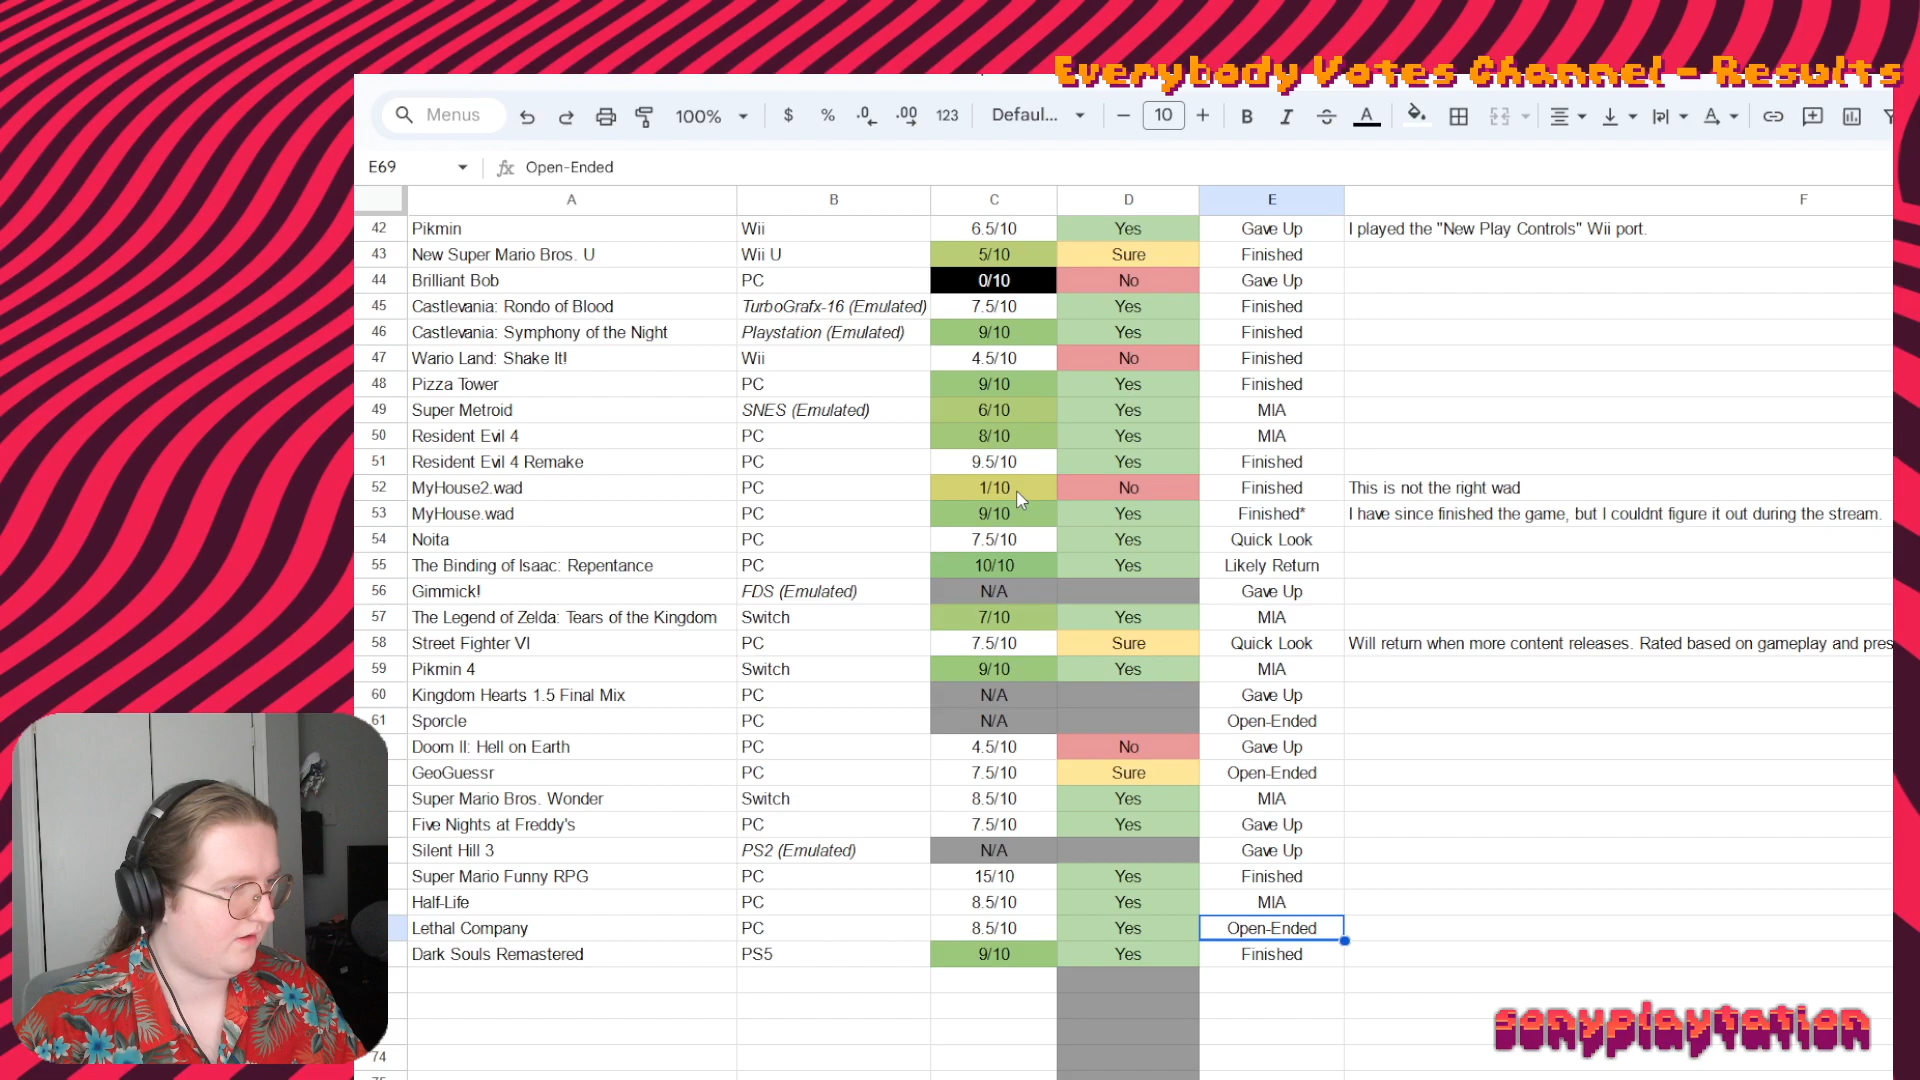 Everybody Votes Channel - Results
Menus 100% $ % .0 .00 123 Defaul... − 10 + B I A A
E69 fx Open-Ended
A B C D E F
42 Pikmin Wii 6.5/10 Yes Gave Up I played the "New Play Controls" Wii port.
43 New Super Mario Bros. U Wii U 5/10 Sure Finished
44 Brilliant Bob PC 0/10 No Gave Up
45 Castlevania: Rondo of Blood TurboGrafx-16 (Emulated) 7.5/10 Yes Finished
46 Castlevania: Symphony of the Night Playstation (Emulated) 9/10 Yes Finished
47 Wario Land: Shake It! Wii 4.5/10 No Finished
48 Pizza Tower PC 9/10 Yes Finished
49 Super Metroid SNES (Emulated) 6/10 Yes MIA
50 Resident Evil 4 PC 8/10 Yes MIA
51 Resident Evil 4 Remake PC 9.5/10 Yes Finished
52 MyHouse2.wad PC 1/10 No Finished This is not the right wad
53 MyHouse.wad PC 9/10 Yes Finished* I have since finished the game, but I couldnt figure it out during the stream.
54 Noita PC 7.5/10 Yes Quick Look
55 The Binding of Isaac: Repentance PC 10/10 Yes Likely Return
56 Gimmick! FDS (Emulated) N/A Gave Up
57 The Legend of Zelda: Tears of the Kingdom Switch 7/10 Yes MIA
58 Street Fighter VI PC 7.5/10 Sure Quick Look Will return when more content releases. Rated based on gameplay and pres
59 Pikmin 4 Switch 9/10 Yes MIA
60 Kingdom Hearts 1.5 Final Mix PC N/A Gave Up
61 Sporcle PC N/A Open-Ended
Doom II: Hell on Earth PC 4.5/10 No Gave Up
GeoGuessr PC 7.5/10 Sure Open-Ended
Super Mario Bros. Wonder Switch 8.5/10 Yes MIA
Five Nights at Freddy's PC 7.5/10 Yes Gave Up
Silent Hill 3 PS2 (Emulated) N/A Gave Up
Super Mario Funny RPG PC 15/10 Yes Finished
Half-Life PC 8.5/10 Yes MIA
Lethal Company PC 8.5/10 Yes Open-Ended
Dark Souls Remastered PS5 9/10 Yes Finished
sonyplaytation
74